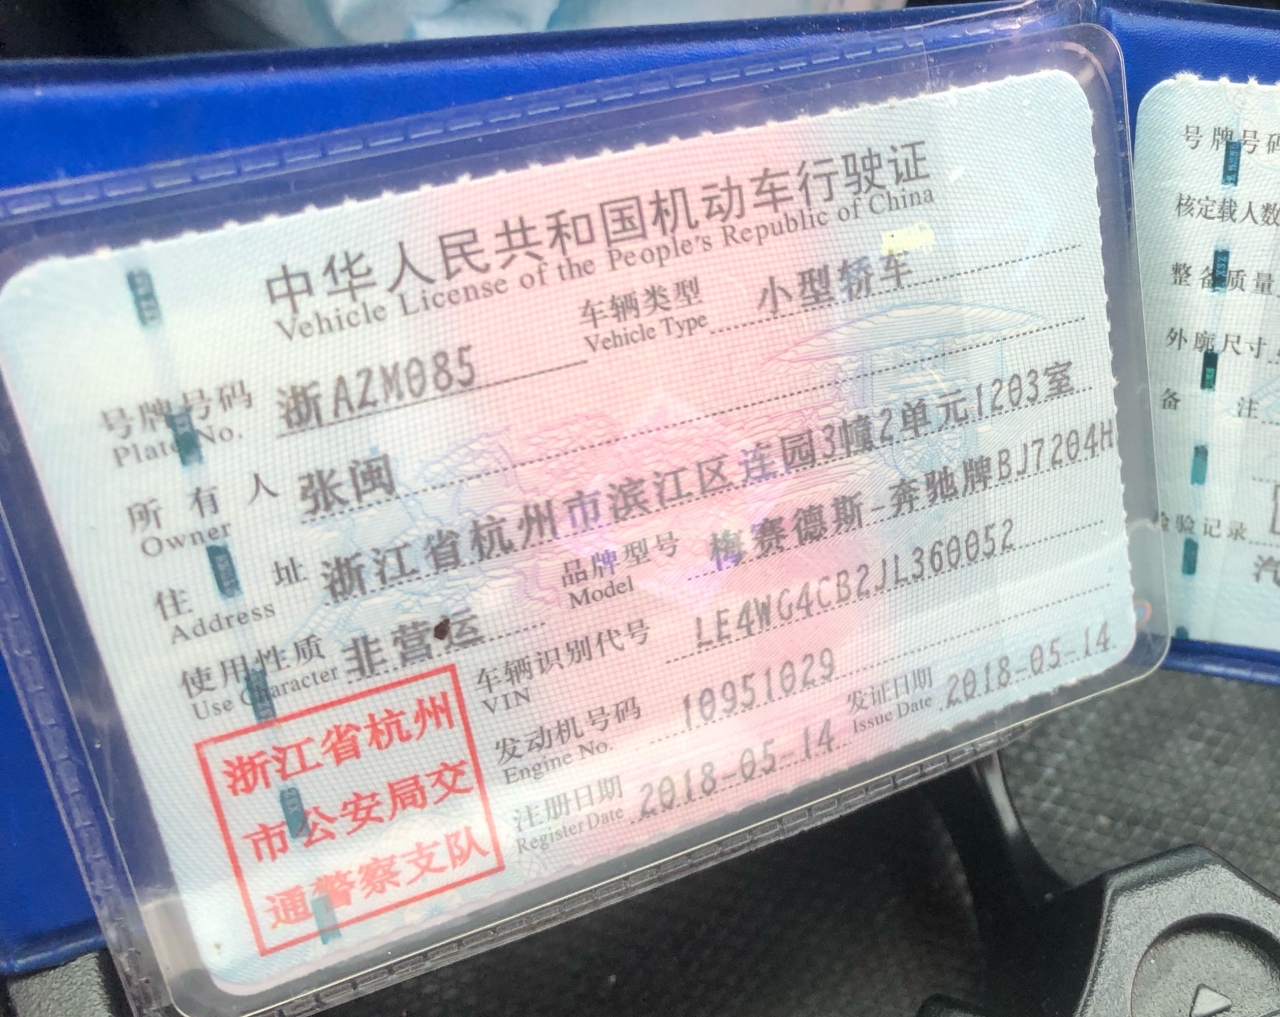 中华人民共和国机动车行驶证
Vehicle License of the People's Republic of China
号牌号码 浙AZM085 车辆类型 小型轿车
Plate No. Vehicle Type
所有人 张闽
Owner
住址 浙江省杭州市滨江区连园3幢2单元1203室
Address
使用性质 非营运 品牌型号 梅赛德斯-奔驰牌BJ7204H
Use Character Model
车辆识别代号 LE4WG4CB2JL360052
VIN
发动机号码 10951029 发证日期 2018-05-14
Engine No. Issue Date
注册日期 2018-05-14
Register Date
浙江省杭州
市公安局交
通警察支队
号牌号码
核定载人数
整备质量
外廓尺寸
备注
检验记录